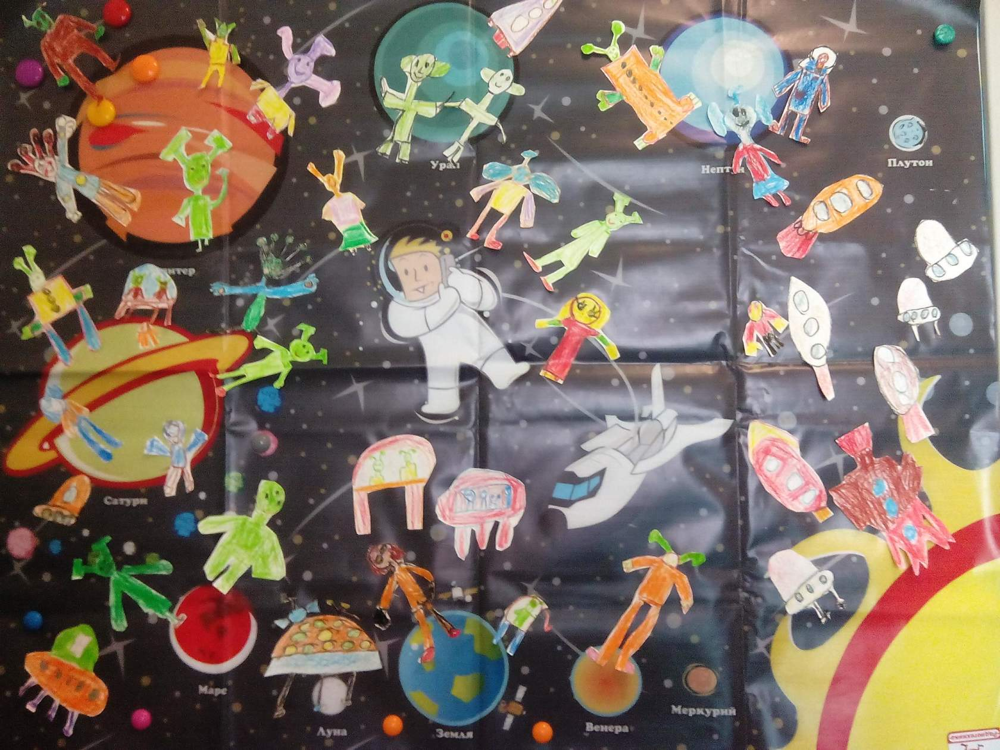 Уран
Нептун
Плутон
Сатурн
Марс
Луна
Земля
Венера
Меркурий